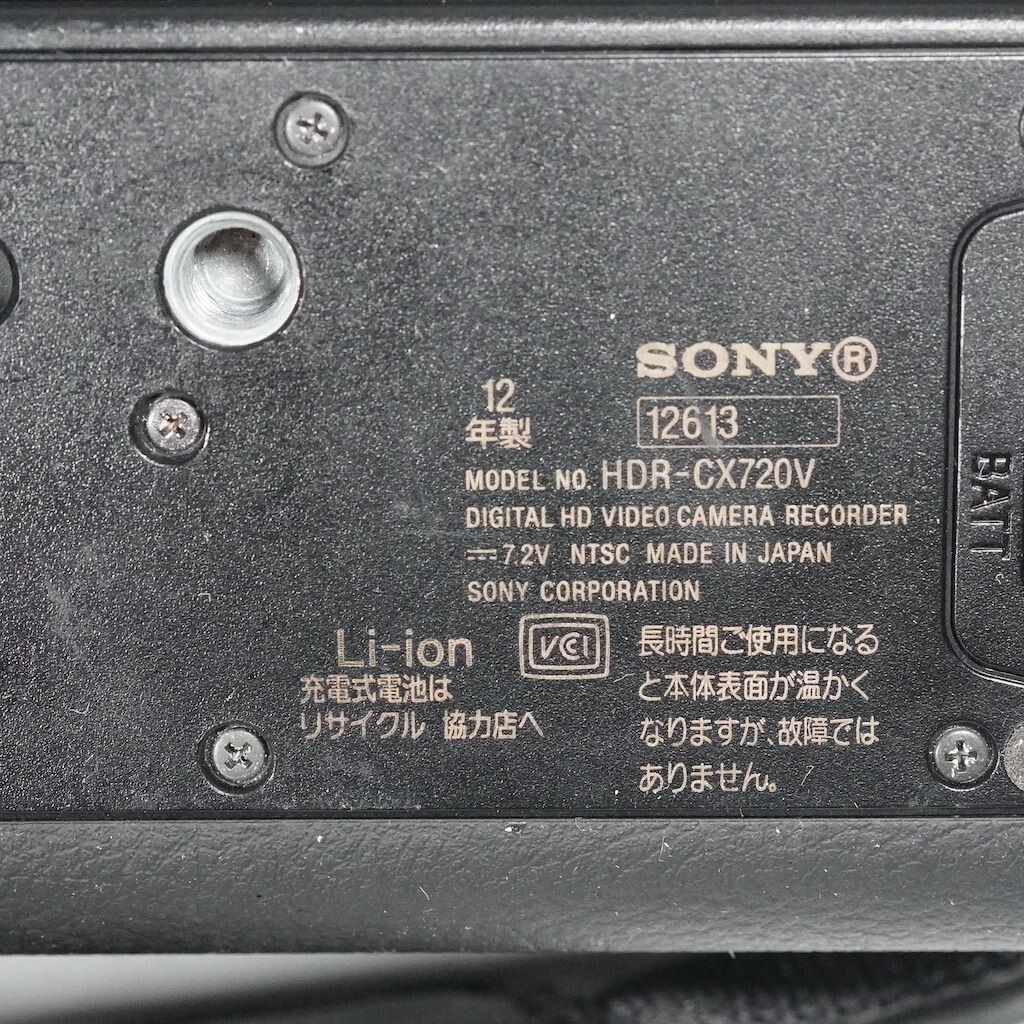 SONY®
12
年製
12613
MODEL NO. HDR-CX720V
DIGITAL HD VIDEO CAMERA RECORDER
⎓7.2V NTSC MADE IN JAPAN
SONY CORPORATION
Li-ion
充電式電池は
リサイクル 協力店へ
VCCI
長時間ご使用になる
と本体表面が温かく
なりますが、故障では
ありません。
7
BATT